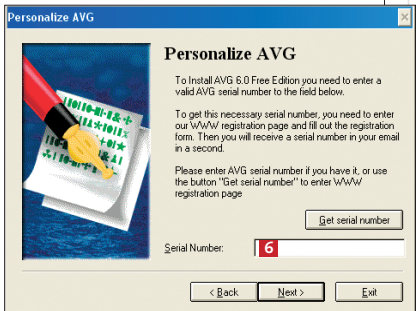 Personalize AVG
Personalize AVG
To Install AVG 6.0 Free Edition you need to enter a
valid AVG serial number to the field below.
To get this necessary serial number, you need to enter
our WWW registration page and fill out the registration
form. Then you will receive a serial number in your email
in a second.
Please enter AVG serial number if you have it, or use
the button "Get serial number" to enter WWW
registration page
Get serial number
Serial Number:
6
< Back
Next >
Exit